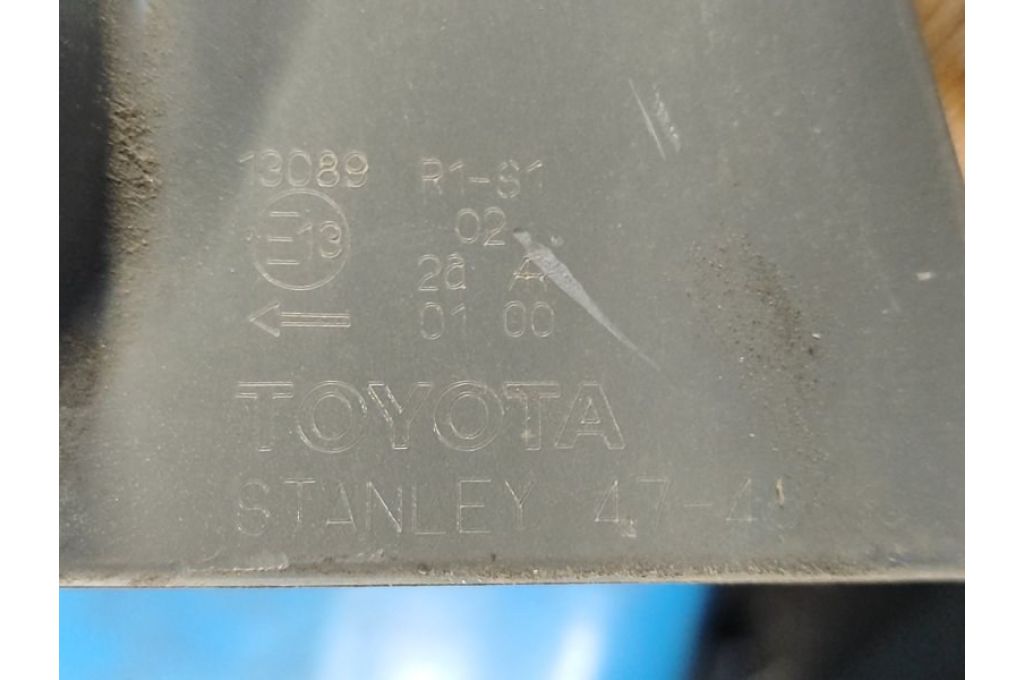 13089 R1-S1
E13 02
2a A
01 00
TOYOTA
STANLEY